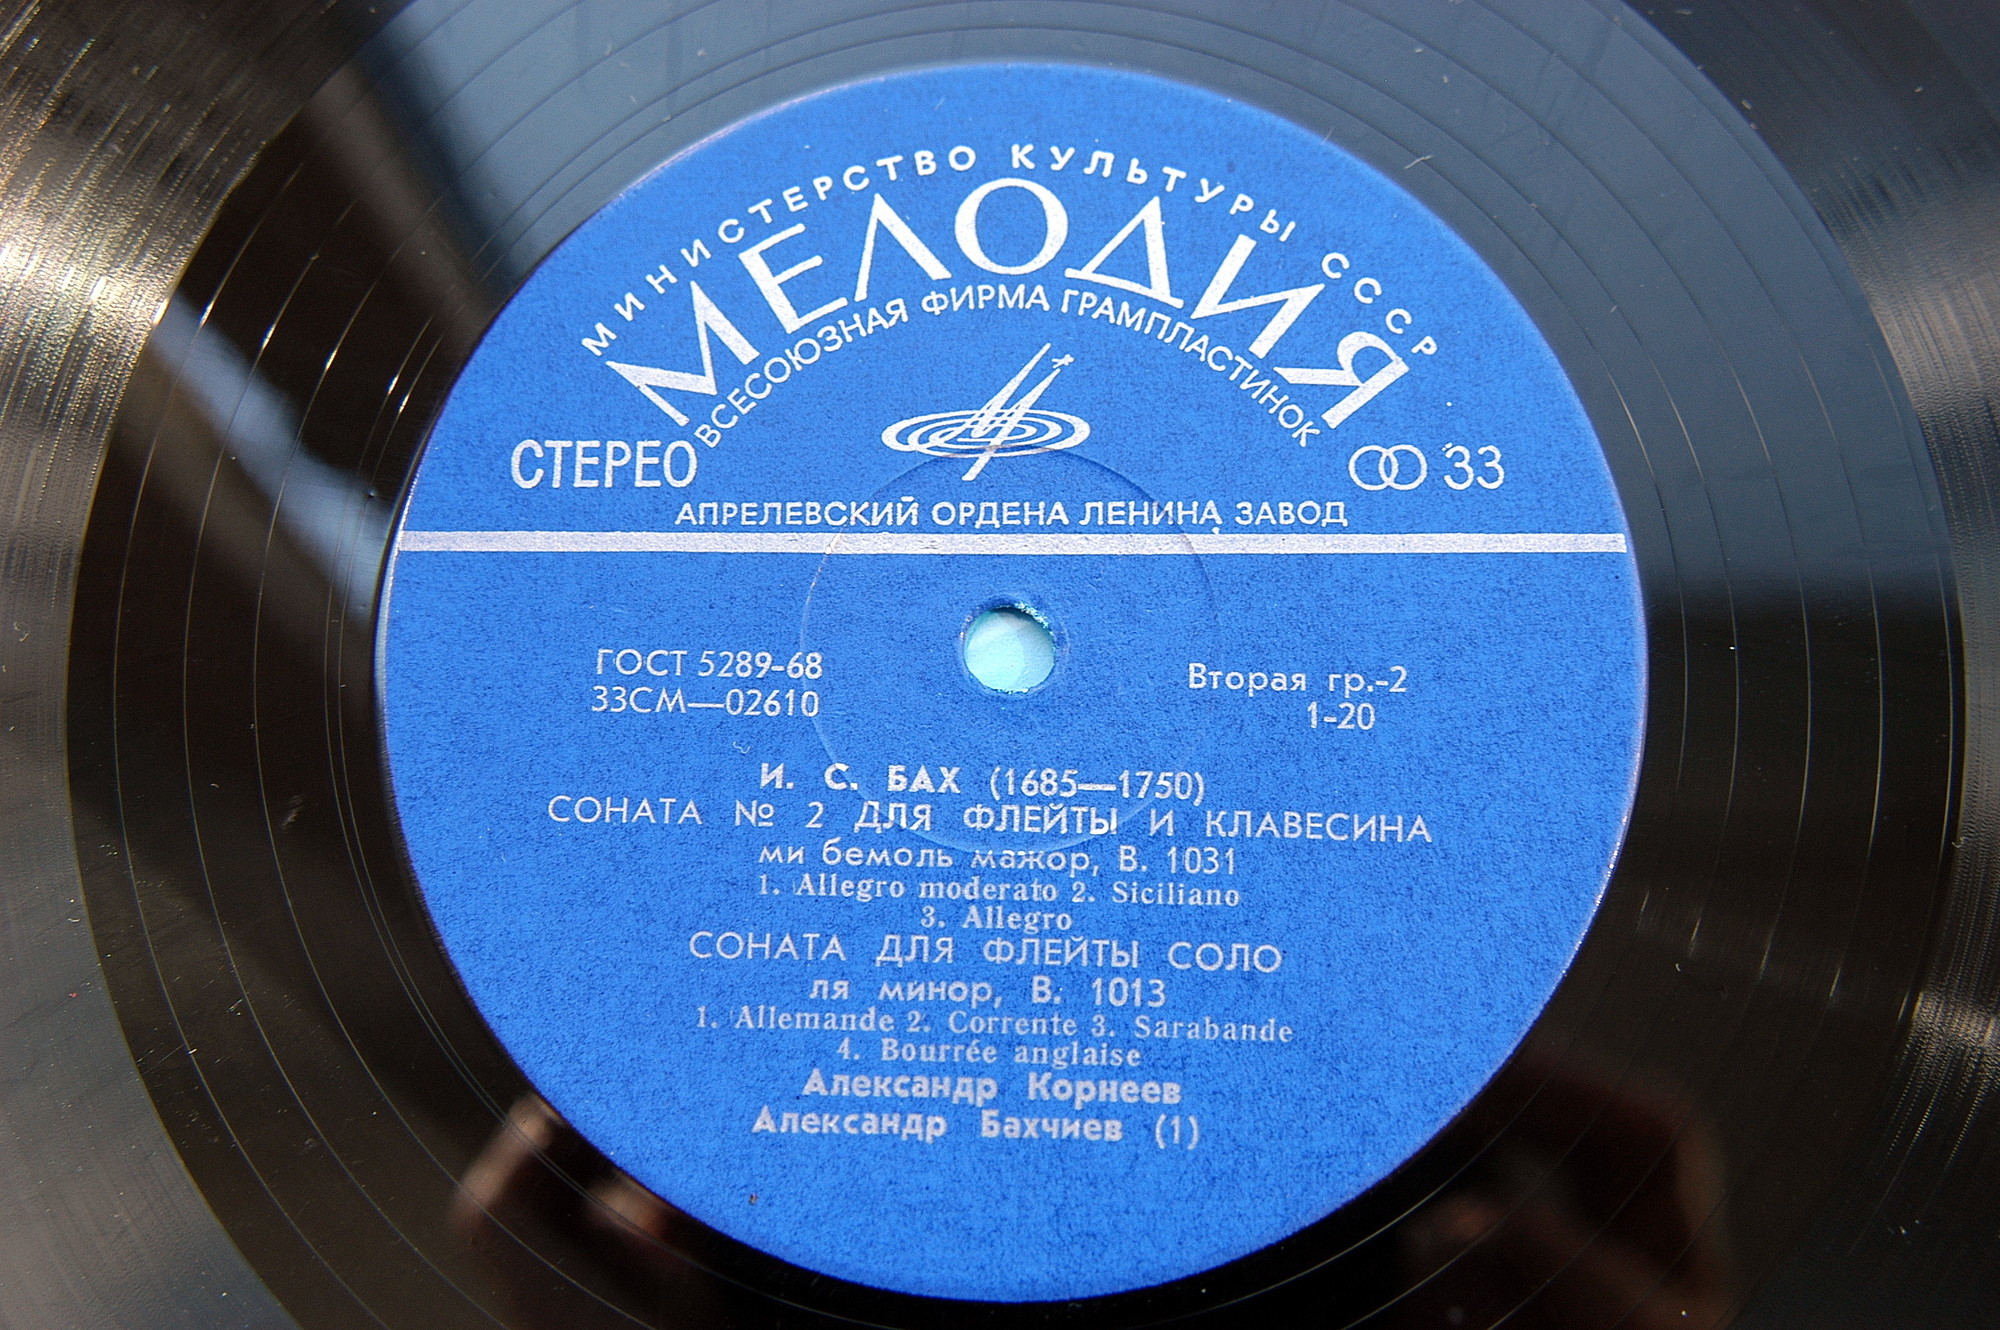 МИНИСТЕРСТВО КУЛЬТУРЫ СССР
МЕЛОДИЯ
ВСЕСОЮЗНАЯ ФИРМА ГРАМПЛАСТИНОК
СТЕРЕО
33
АПРЕЛЕВСКИЙ ОРДЕНА ЛЕНИНА ЗАВОД
ГОСТ 5289-68
33СМ—02610
Вторая гр.-2
1-20
И. С. БАХ (1685—1750)
СОНАТА № 2 ДЛЯ ФЛЕЙТЫ И КЛАВЕСИНА
ми бемоль мажор, В. 1031
1. Allegro moderato 2. Siciliano
3. Allegro
СОНАТА ДЛЯ ФЛЕЙТЫ СОЛО
ля минор, В. 1013
1. Allemande 2. Corrente 3. Sarabande
4. Bourrée anglaise
Александр Корнеев
Александр Бахчиев (1)